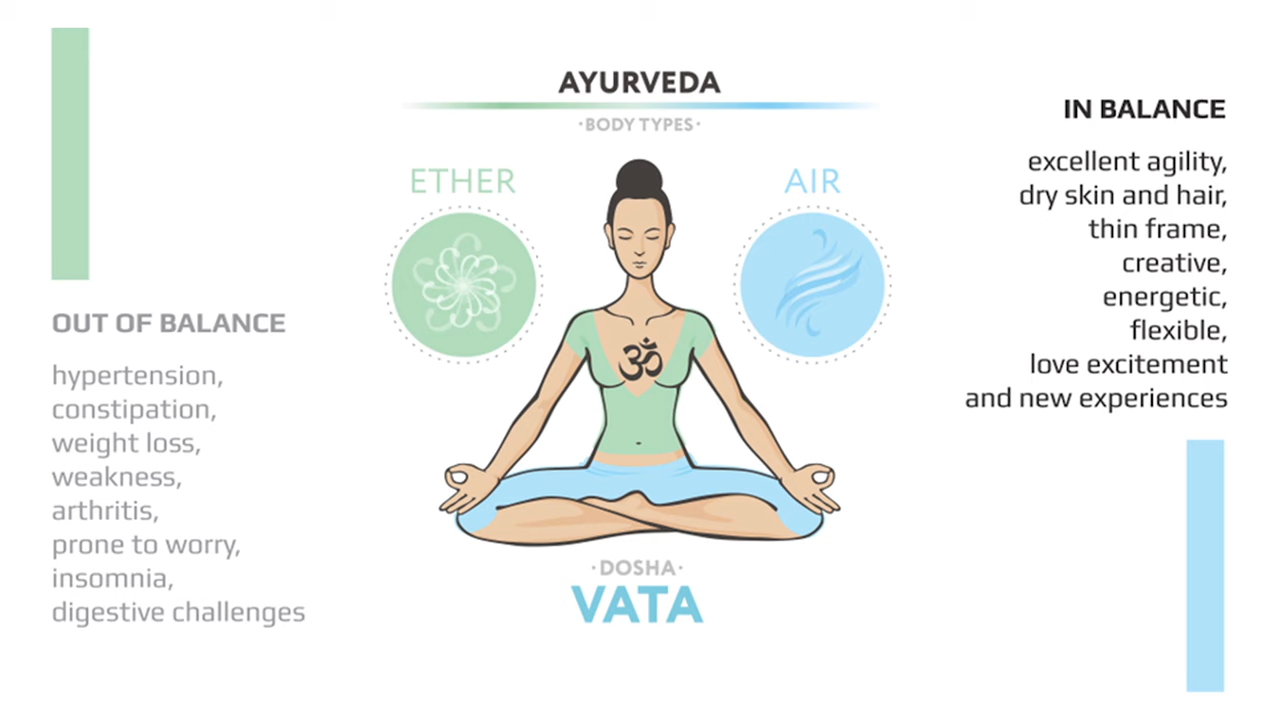 AYURVEDA
·BODY TYPES·
ETHER
AIR
ॐ
·DOSHA·
VATA
OUT OF BALANCE
hypertension,
constipation,
weight loss,
weakness,
arthritis,
prone to worry,
insomnia,
digestive challenges
IN BALANCE
excellent agility,
dry skin and hair,
thin frame,
creative,
energetic,
flexible,
love excitement
and new experiences